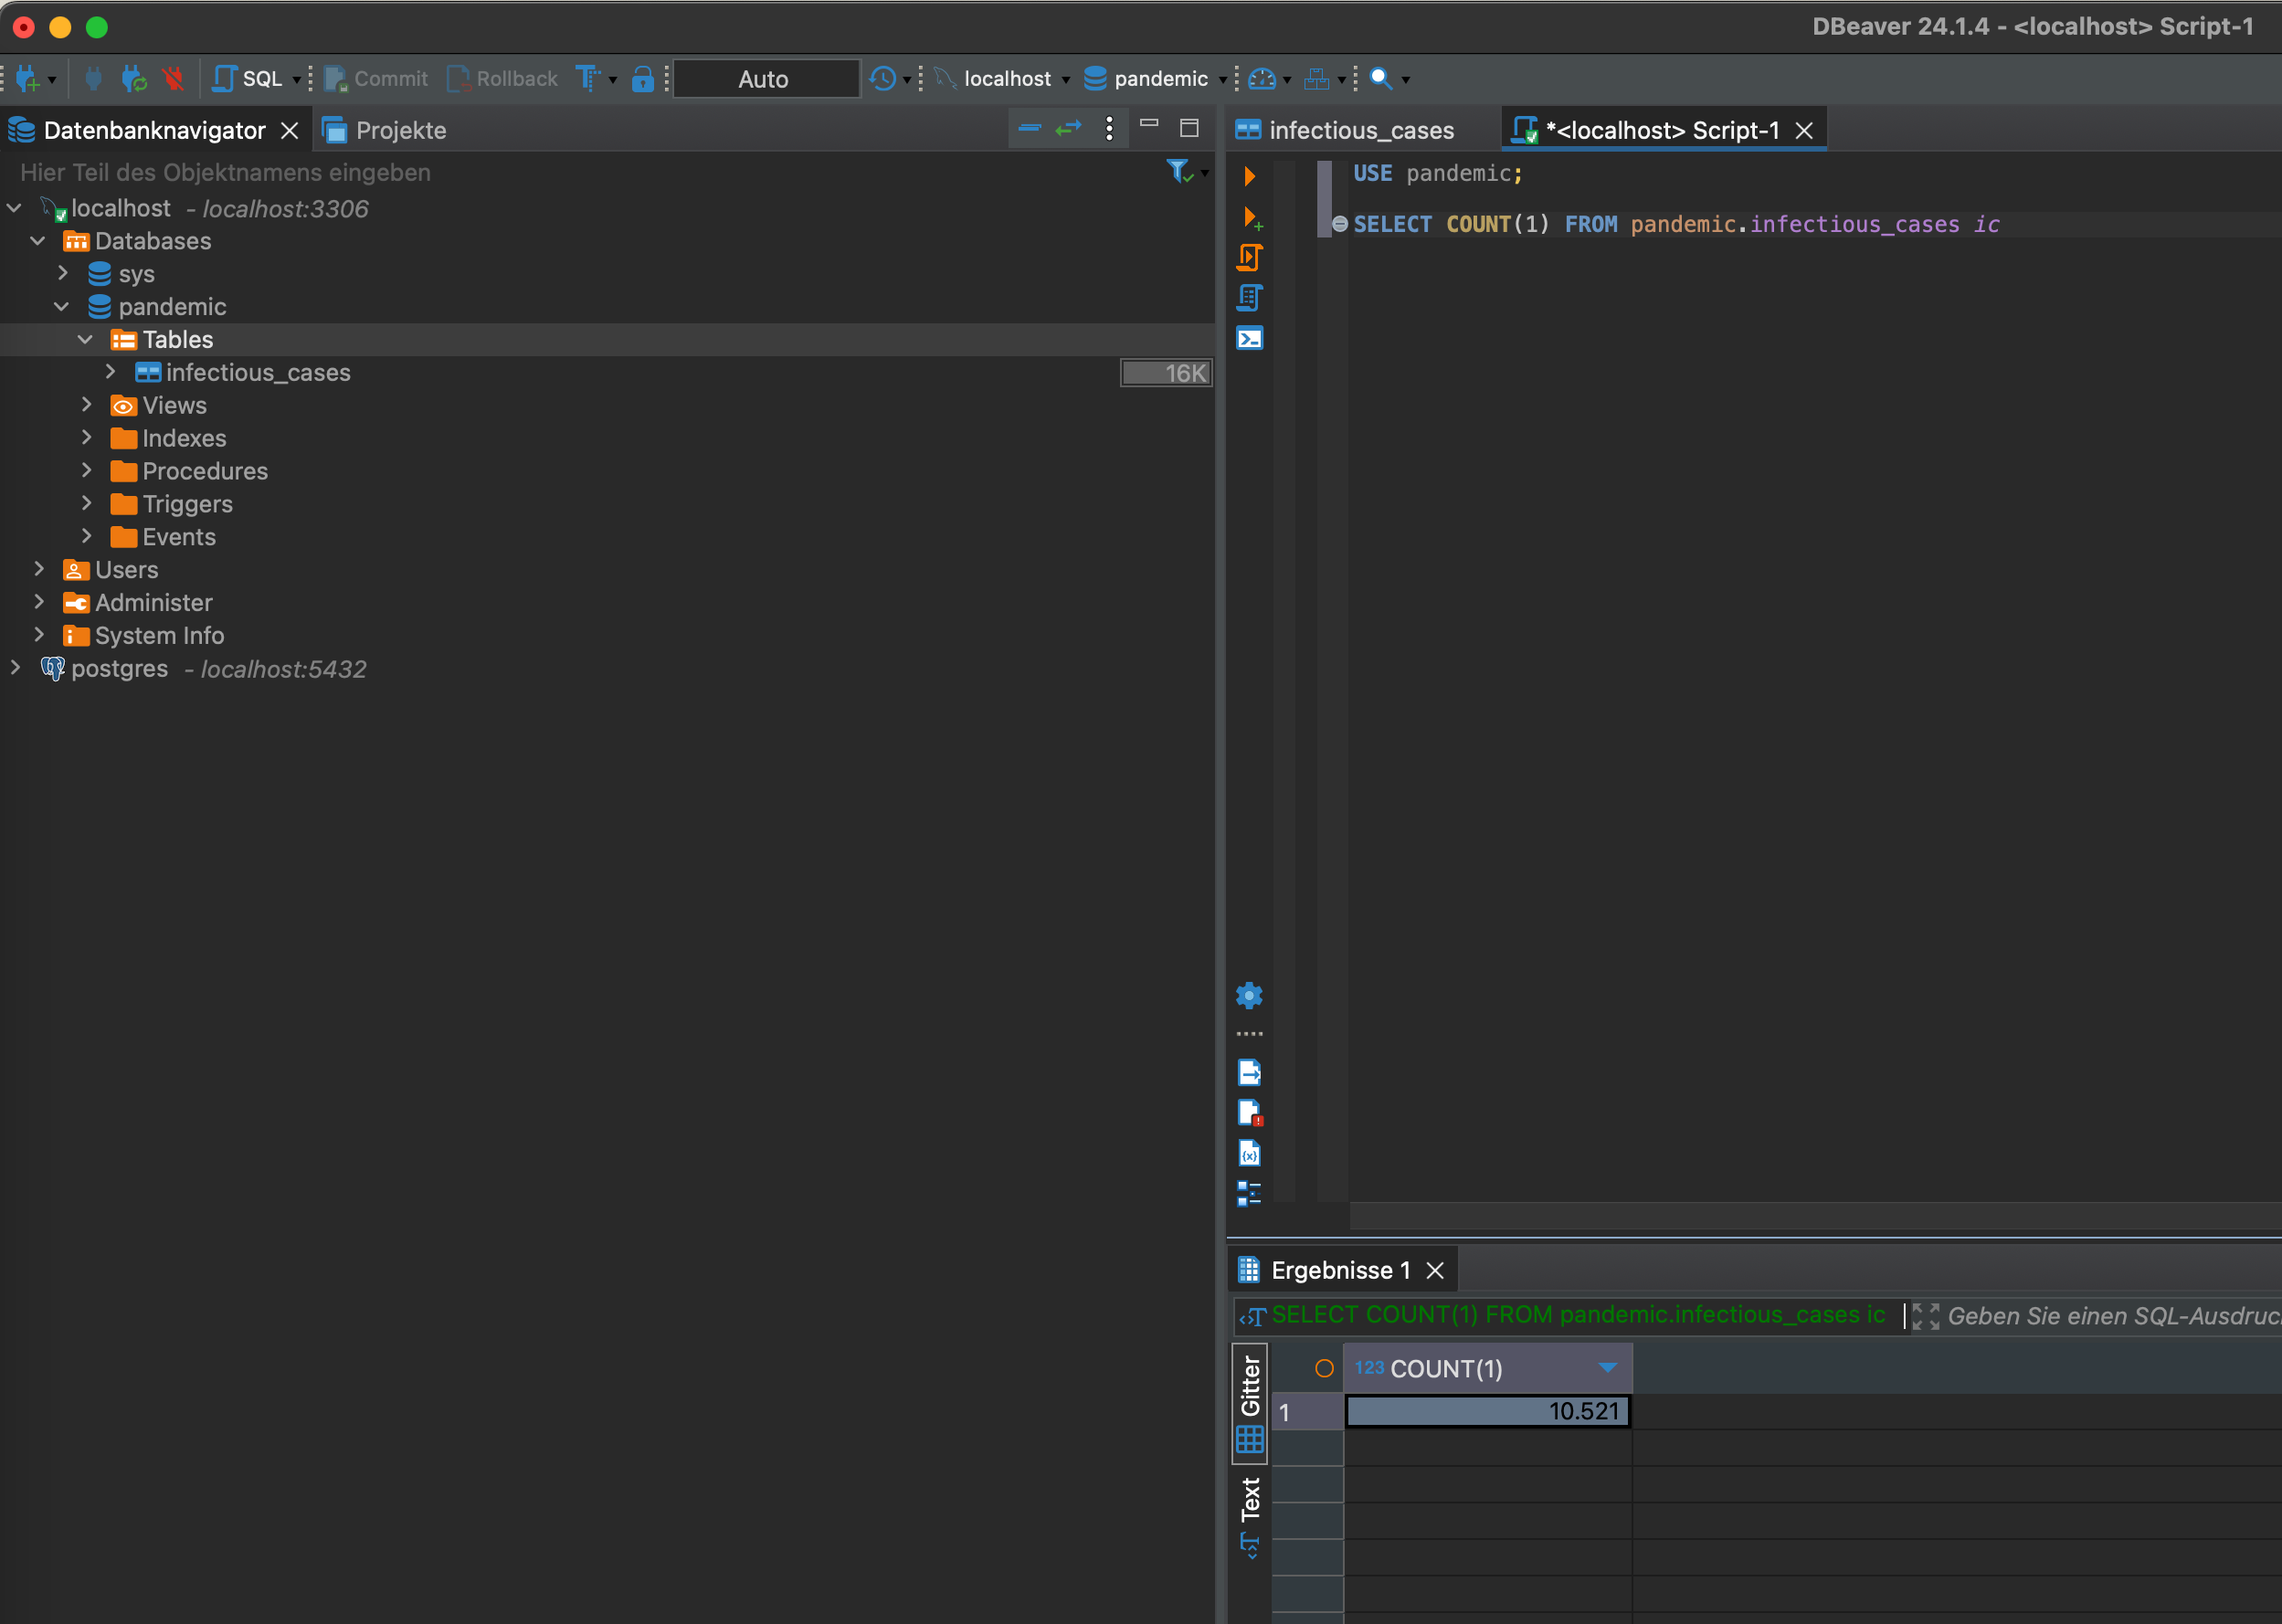 DBeaver 24.1.4 - <localhost> Script-1
SQL Commit Rollback Auto localhost pandemic
Datenbanknavigator Projekte
Hier Teil des Objektnamens eingeben
localhost - localhost:3306
Databases
sys
pandemic
Tables
infectious_cases 16K
Views
Indexes
Procedures
Triggers
Events
Users
Administer
System Info
postgres - localhost:5432
infectious_cases *<localhost> Script-1
USE pandemic;
SELECT COUNT(1) FROM pandemic.infectious_cases ic
Ergebnisse 1
SELECT COUNT(1) FROM pandemic.infectious_cases ic Geben Sie einen SQL-Ausdruc
Gitter
Text
123 COUNT(1)
1 10.521